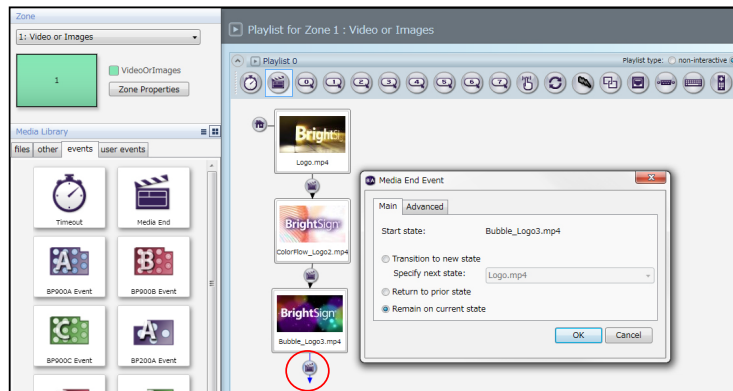 Zone
1: Video or Images
1
VideoOrImages
Zone Properties
Media Library
files other events user events
Timeout
Media End
BP900A Event
BP900B Event
BP900C Event
BP200A Event
Playlist for Zone 1 : Video or Images
Playlist 0
Playlist type: non-interactive
BrightSi
Logo.mp4
BrightSign
ColorFlow_Logo2.mp4
BrightSign
Bubble_Logo3.mp4
Media End Event
Main Advanced
Start state: Bubble_Logo3.mp4
Transition to new state
Specify next state: Logo.mp4
Return to prior state
Remain on current state
OK Cancel